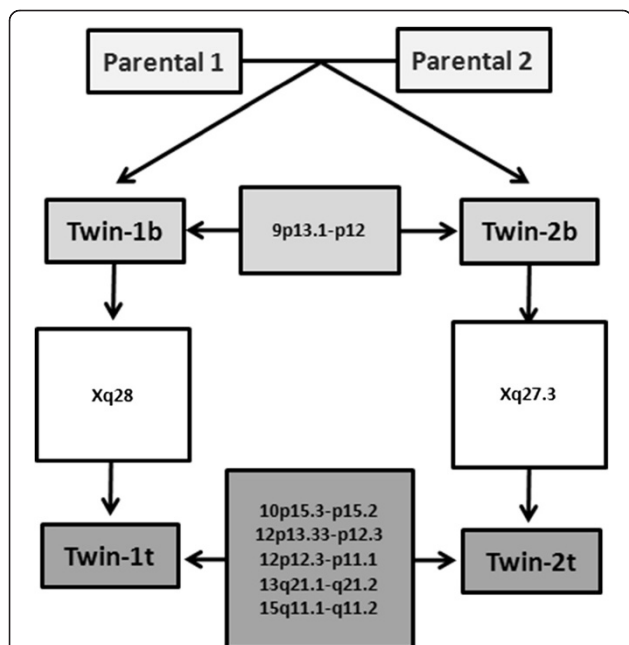 Parental 1
Parental 2
Twin-1b
9p13.1-p12
Twin-2b
Xq28
Xq27.3
10p15.3-p15.2
12p13.33-p12.3
12p12.3-p11.1
13q21.1-q21.2
15q11.1-q11.2
Twin-1t
Twin-2t